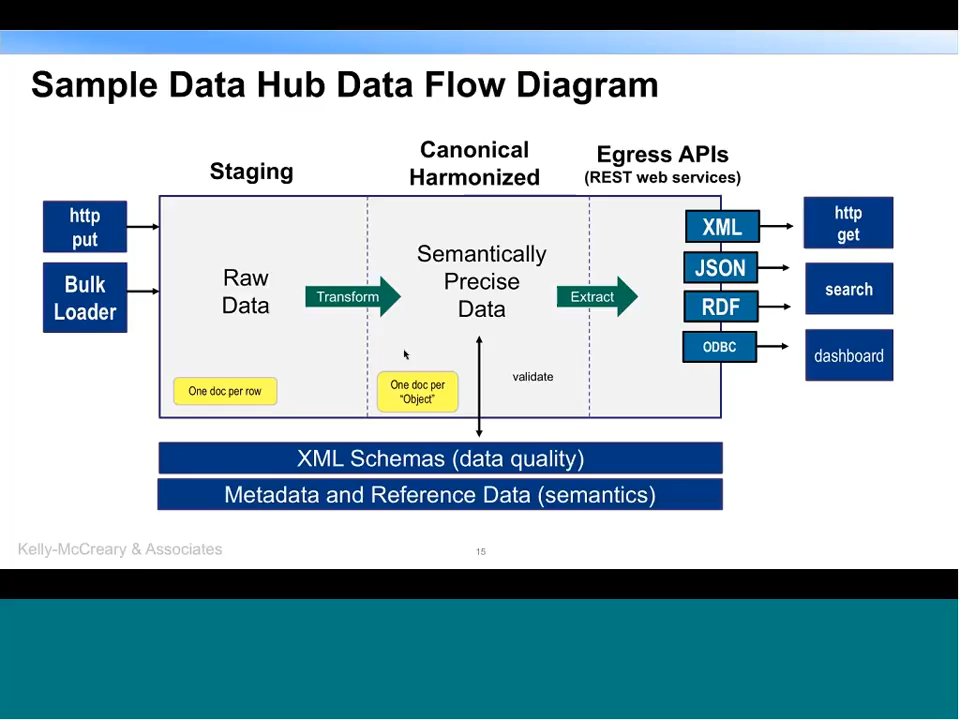 Sample Data Hub Data Flow Diagram
Staging
Canonical
Harmonized
Egress APIs
(REST web services)
http
put
Bulk
Loader
Raw
Data
Transform
Semantically
Precise
Data
Extract
XML
JSON
RDF
ODBC
http
get
search
dashboard
One doc per row
One doc per
“Object”
validate
XML Schemas (data quality)
Metadata and Reference Data (semantics)
Kelly-McCreary & Associates
15